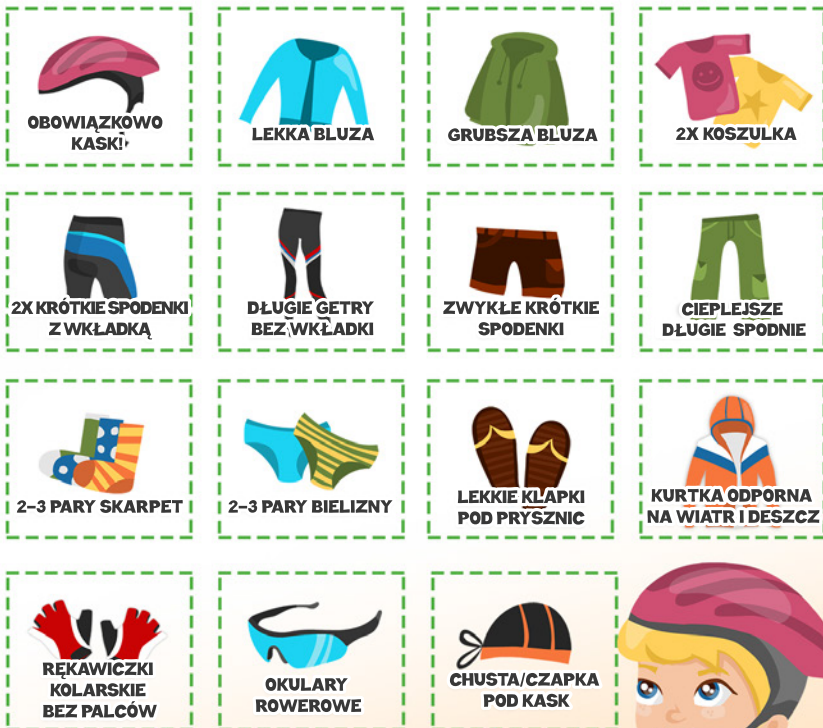 OBOWIĄZKOWO
KASK!
LEKKA BLUZA
GRUBSZA BLUZA
2X KOSZULKA
2X KRÓTKIE SPODENKI
Z WKŁADKĄ
DŁUGIE GETRY
BEZ WKŁADKI
ZWYKŁE KRÓTKIE
SPODENKI
CIEPLEJSZE
DŁUGIE SPODNIE
2-3 PARY SKARPET
2-3 PARY BIELIZNY
LEKKIE KLAPKI
POD PRYSZNIC
KURTKA ODPORNA
NA WIATR I DESZCZ
RĘKAWICZKI
KOLARSKIE
BEZ PALCÓW
OKULARY
ROWEROWE
CHUSTA/CZAPKA
POD KASK